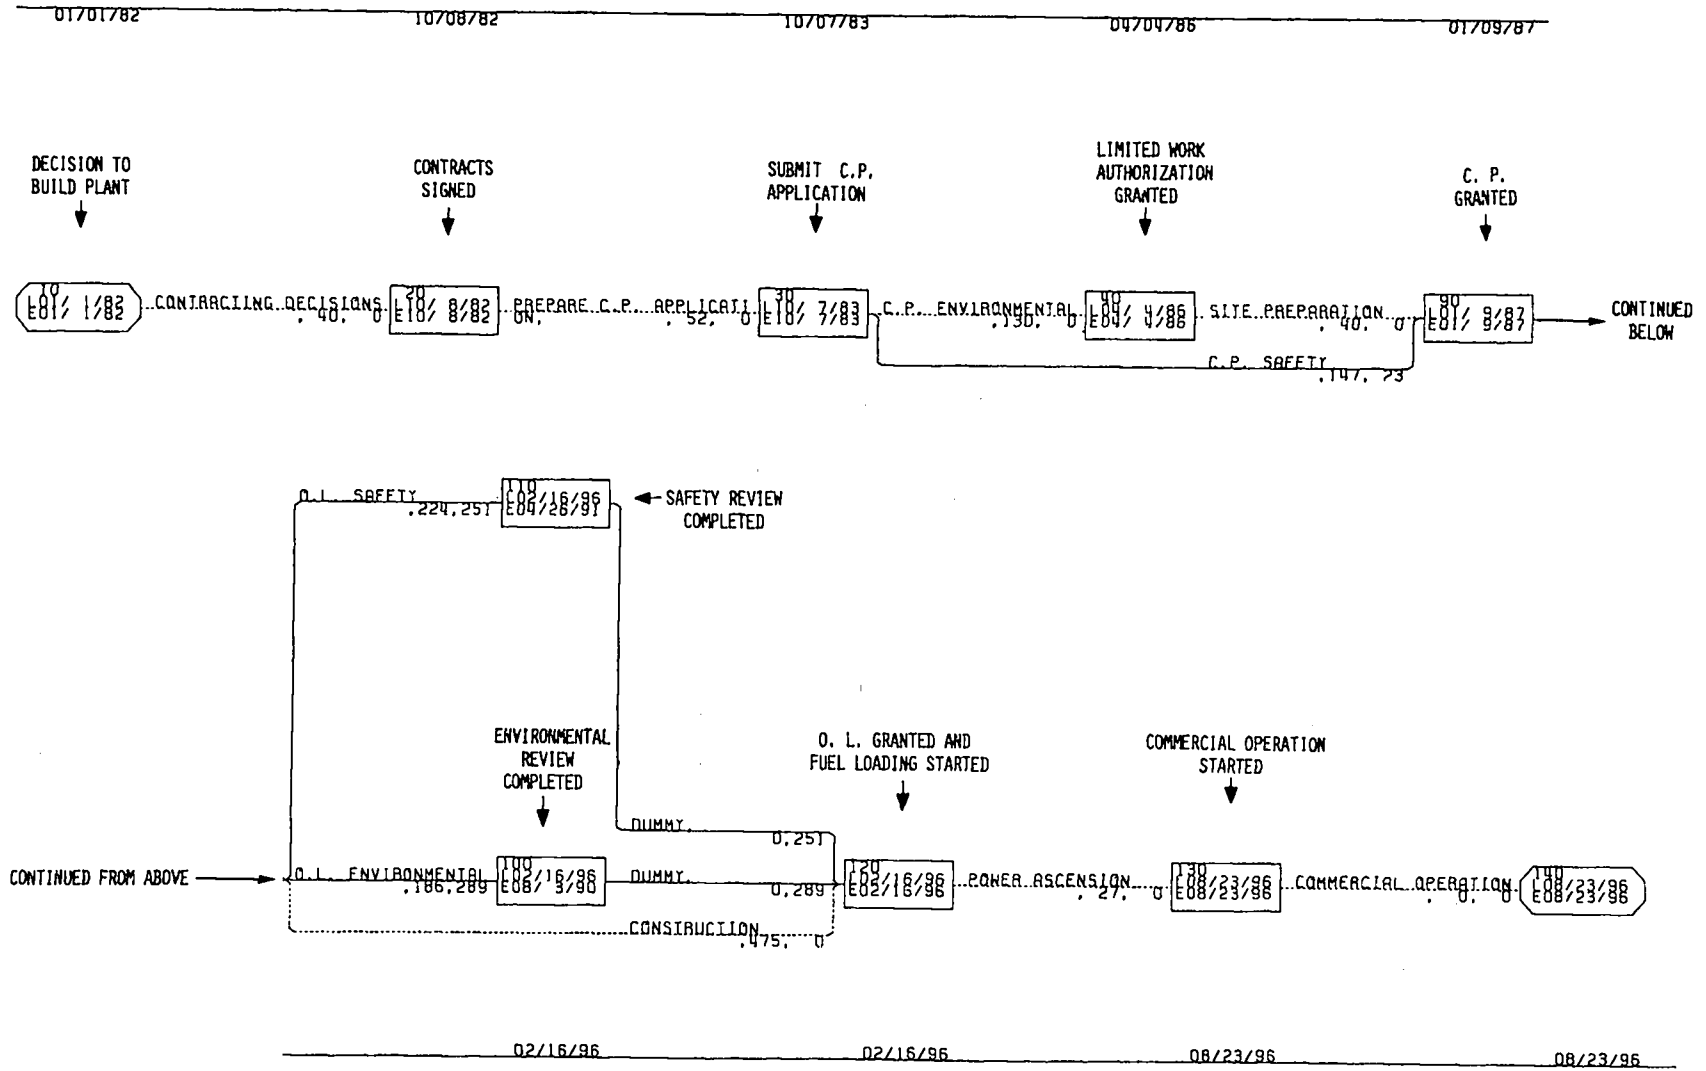 01/01/82 10/08/82 10/07/83 04/04/86 01/09/87
DECISION TO
BUILD PLANT
CONTRACTS
SIGNED
SUBMIT C.P.
APPLICATION
LIMITED WORK
AUTHORIZATION
GRANTED
C. P.
GRANTED
10
L01/ 1/82
E01/ 1/82
CONTRACTING DECISIONS
, 40, 0
20
L10/ 8/82
E10/ 8/82
PREPARE C.P. APPLICATI
ON, , 52, 0
30
L10/ 7/83
E10/ 7/83
C.P. ENVIRONMENTAL
,130, 0
40
L04/ 4/86
E04/ 4/86
SITE PREPARATION
, 40, 0
90
L01/ 9/87
E01/ 9/87
CONTINUED
BELOW
C.P. SAFETY
,147, 23
O.L. SAFETY
,224,251
110
L02/16/96
E04/26/91
SAFETY REVIEW
COMPLETED
ENVIRONMENTAL
REVIEW
COMPLETED
O. L. GRANTED AND
FUEL LOADING STARTED
COMMERCIAL OPERATION
STARTED
DUMMY,
0,251
CONTINUED FROM ABOVE
O.L. ENVIRONMENTAL
,186,289
100
L02/16/96
E08/ 3/90
DUMMY,
0,289
120
L02/16/96
E02/16/96
POWER ASCENSION
, 27, 0
130
L08/23/96
E08/23/96
COMMERCIAL OPERATION
, 0, 0
140
L08/23/96
E08/23/96
CONSTRUCTION
,475, 0
02/16/96 02/16/96 08/23/96 08/23/96